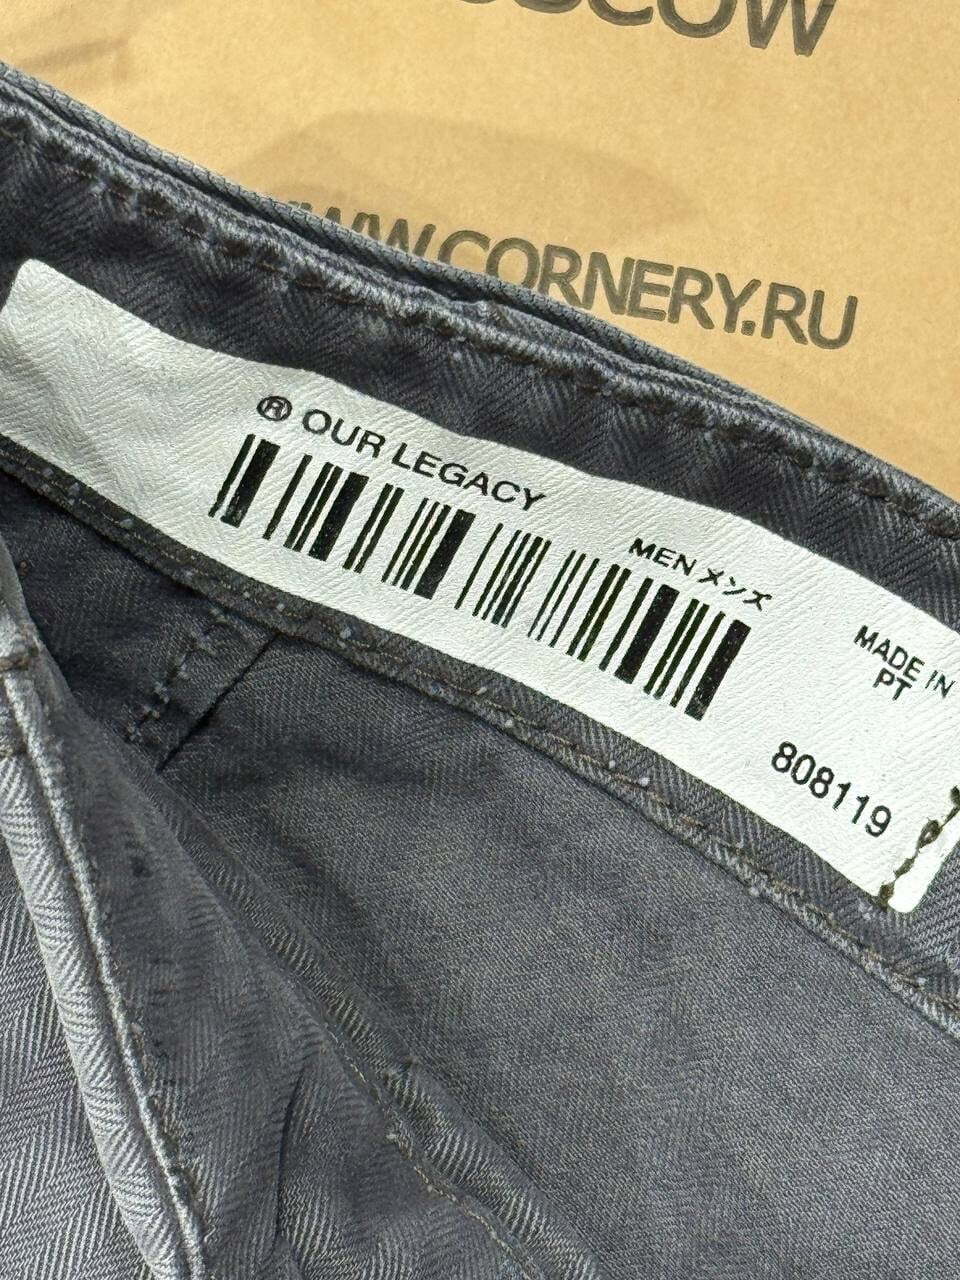 WWW.CORNERY.RU
® OUR LEGACY
MEN メンズ
MADE IN
PT
808119